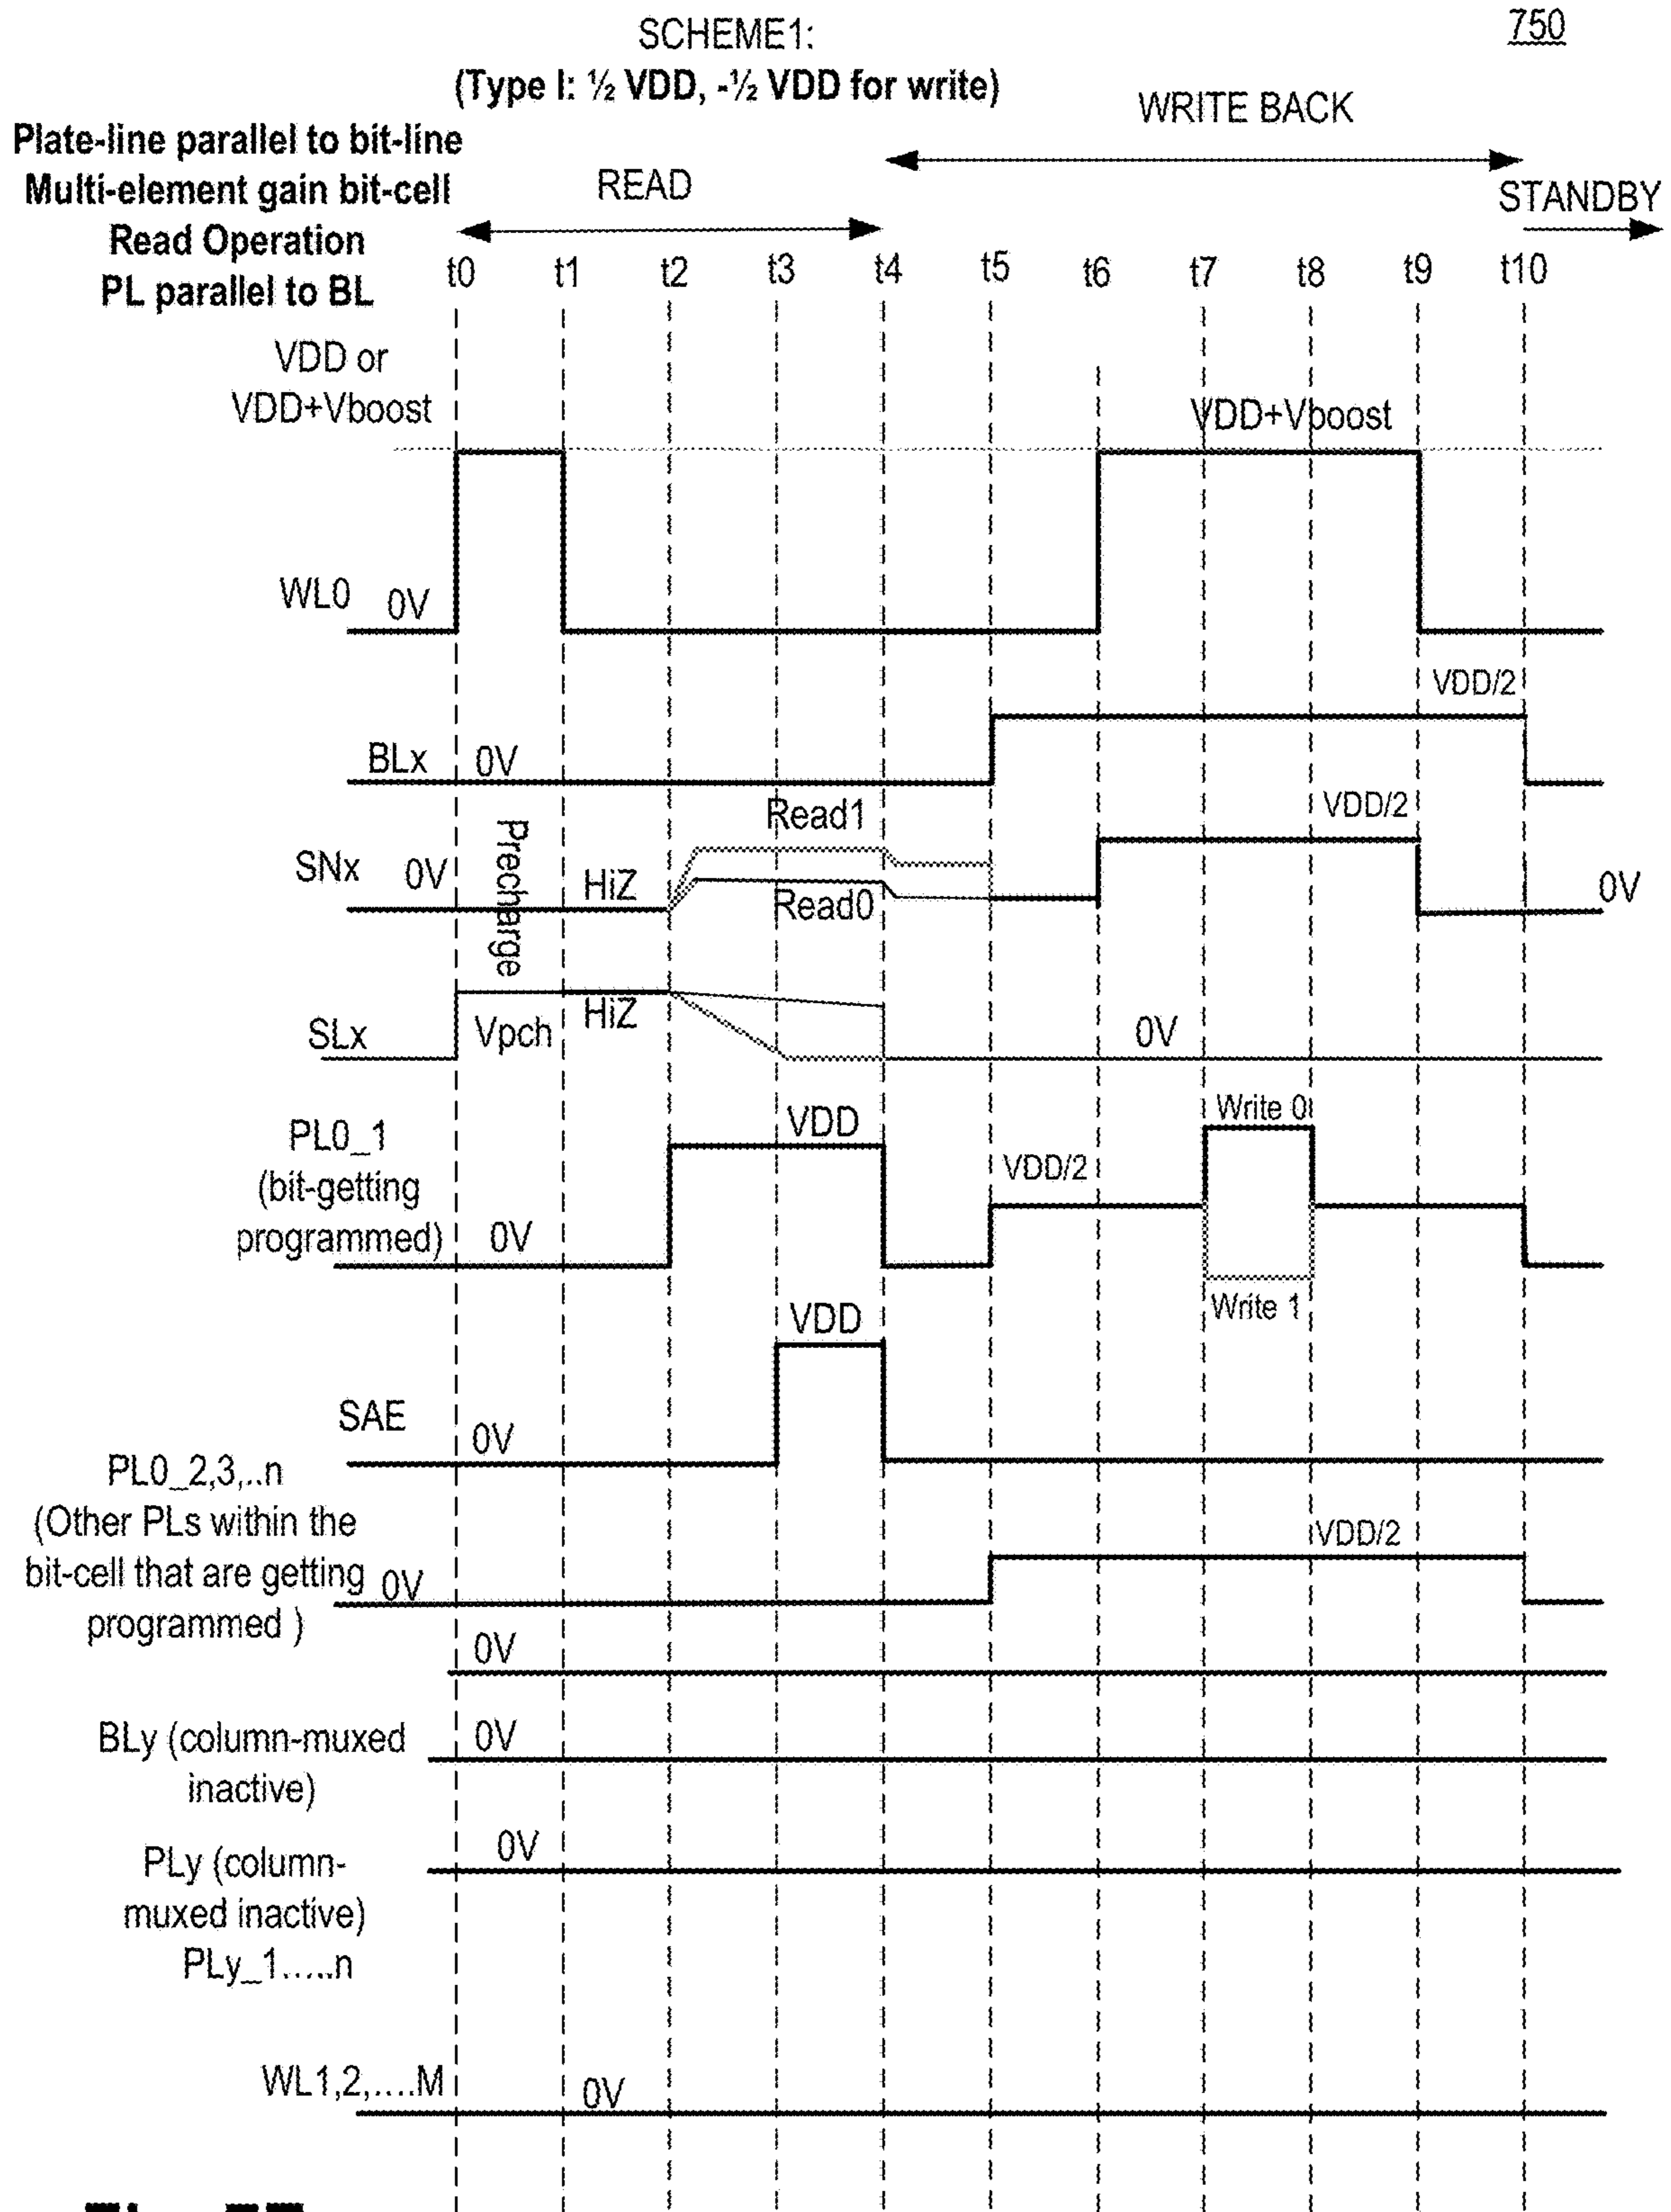 SCHEME1:
750
(Type I: ½ VDD, -½ VDD for write)
WRITE BACK
Plate-line parallel to bit-line
Multi-element gain bit-cell
READ
STANDBY
Read Operation
PL parallel to BL
t0 t1 t2 t3 t4 t5 t6 t7 t8 t9 t10
VDD or
VDD+Vboost
VDD+Vboost
WL0 0V
VDD/2
BLx 0V
Read1
VDD/2
Precharge
SNx 0V
HiZ
Read0
0V
HiZ
SLx
Vpch
0V
Write 0
PL0_1
VDD
(bit-getting
VDD/2
programmed)
0V
Write 1
VDD
SAE
0V
PL0_2,3,..n
(Other PLs within the
VDD/2
bit-cell that are getting
0V
programmed )
0V
BLy (column-muxed
0V
inactive)
0V
PLy (column-
muxed inactive)
PLy_1.....n
WL1,2,....M
0V